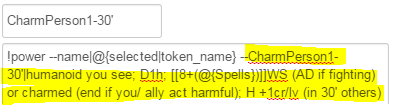 CharmPerson1-30'
!power --name|@{selected|token_name} --CharmPerson1-
30'|humanoid you see; D1h; [[8+(@{Spells})]]WS (AD if fighting)
or charmed (end if you/ ally act harmful); H +1cr/lv (in 30' others)